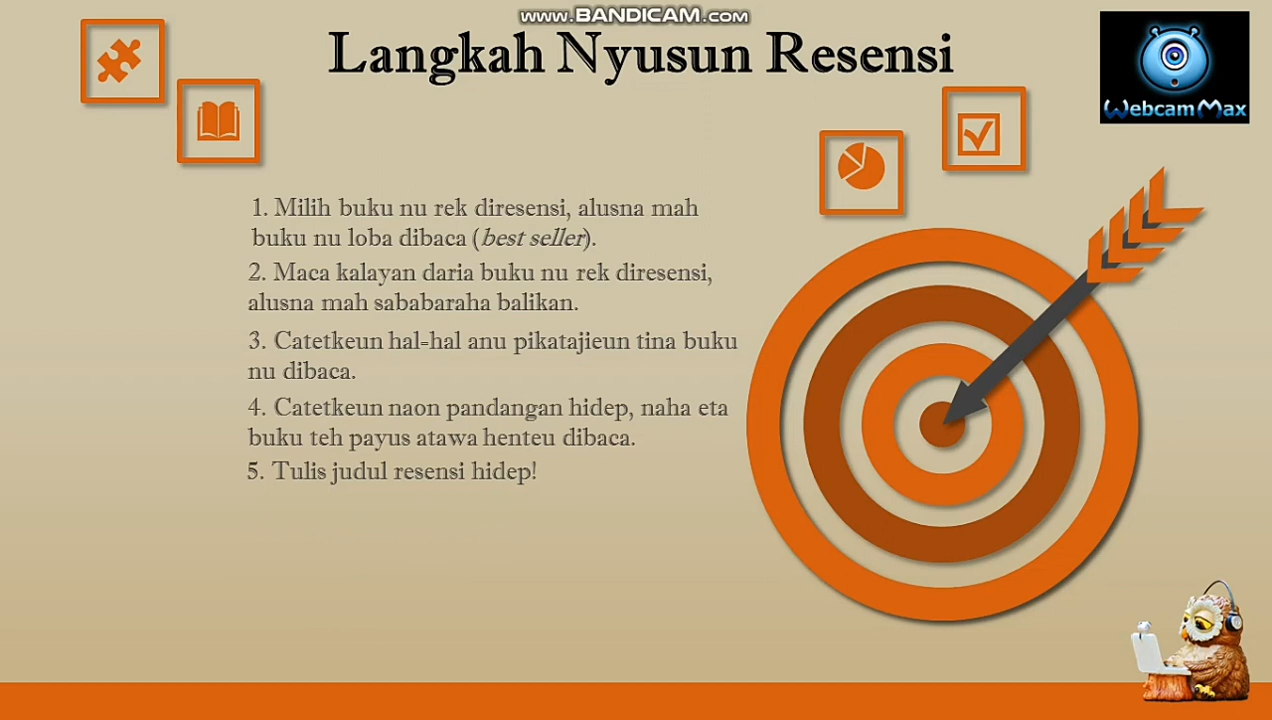 www.BANDICAM.com
Langkah Nyusun Resensi
WebcamMax
1. Milih buku nu rek diresensi, alusna mah
buku nu loba dibaca (best seller).
2. Maca kalayan daria buku nu rek diresensi,
alusna mah sababaraha balikan.
3. Catetkeun hal-hal anu pikatajieun tina buku
nu dibaca.
4. Catetkeun naon pandangan hidep, naha eta
buku teh payus atawa henteu dibaca.
5. Tulis judul resensi hidep!